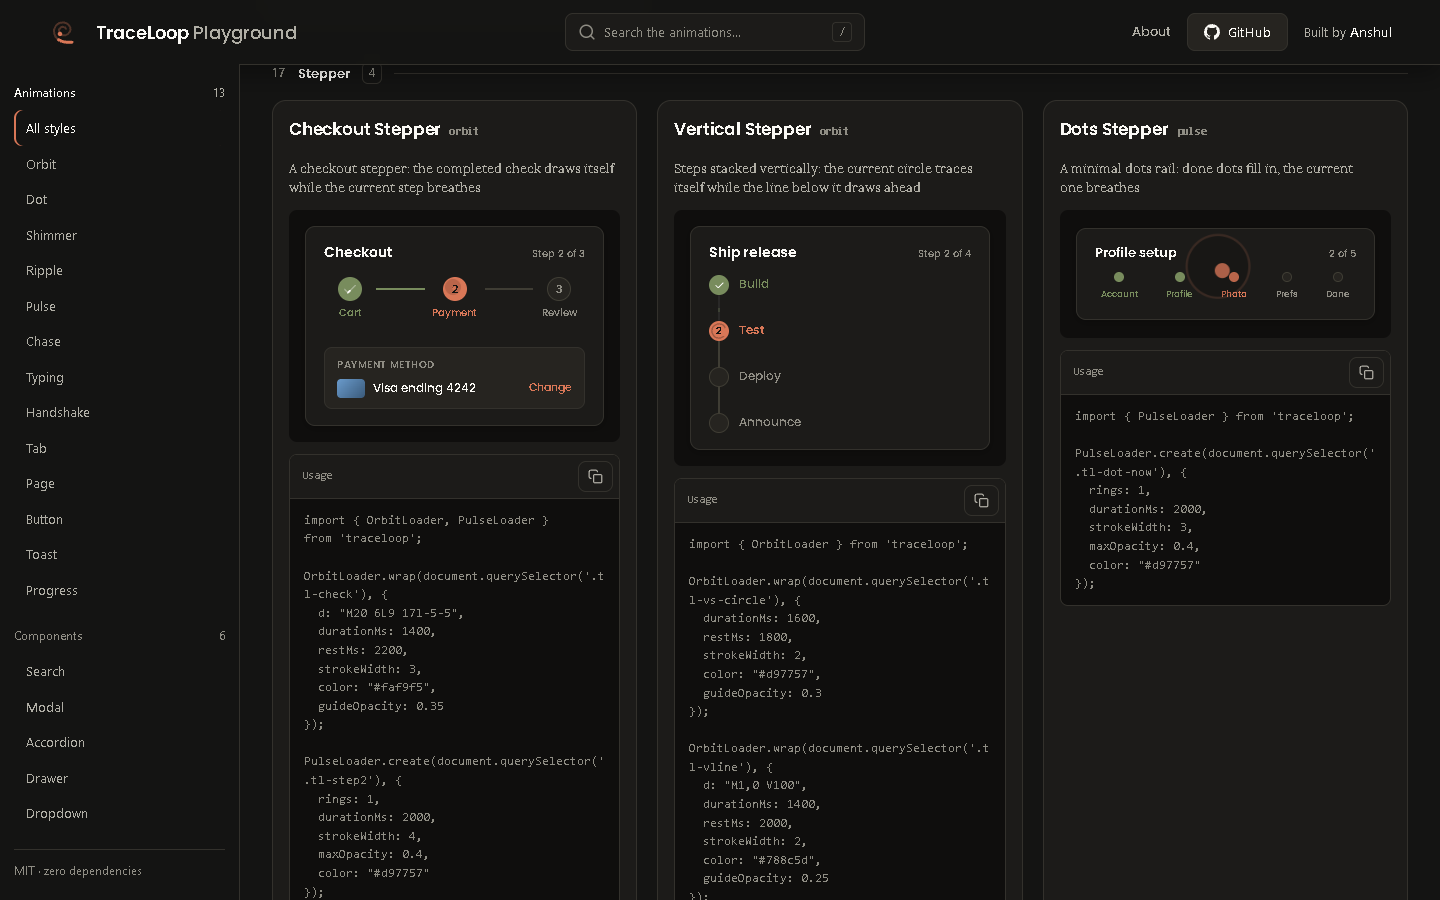 TraceLoop Playground
Search the animations...
/
About
GitHub
Built by Anshul
Animations 13
All styles
Orbit
Dot
Shimmer
Ripple
Pulse
Chase
Typing
Handshake
Tab
Page
Button
Toast
Progress
Components 6
Search
Modal
Accordion
Drawer
Dropdown
MIT · zero dependencies
17 Stepper 4
Checkout Stepper orbit
A checkout stepper: the completed check draws itself
while the current step breathes
Checkout Step 2 of 3
2 3
Cart Payment Review
PAYMENT METHOD
Visa ending 4242 Change
Usage
import { OrbitLoader, PulseLoader }
from 'traceloop';
OrbitLoader.wrap(document.querySelector('.t
l-check'), {
d: "M20 6L9 17l-5-5",
durationMs: 1400,
restMs: 2200,
strokeWidth: 3,
color: "#faf9f5",
guideOpacity: 0.35
});
PulseLoader.create(document.querySelector('
.tl-step2'), {
rings: 1,
durationMs: 2000,
strokeWidth: 4,
maxOpacity: 0.4,
color: "#d97757"
});
Vertical Stepper orbit
Steps stacked vertically: the current circle traces
itself while the line below it draws ahead
Ship release Step 2 of 4
Build
2 Test
Deploy
Announce
Usage
import { OrbitLoader } from 'traceloop';
OrbitLoader.wrap(document.querySelector('.t
l-vs-circle'), {
durationMs: 1600,
restMs: 1800,
strokeWidth: 2,
color: "#d97757",
guideOpacity: 0.3
});
OrbitLoader.wrap(document.querySelector('.t
l-vline'), {
d: "M1,0 V100",
durationMs: 1400,
restMs: 2000,
strokeWidth: 2,
color: "#788c5d",
guideOpacity: 0.25
});
Dots Stepper pulse
A minimal dots rail: done dots fill in, the current
one breathes
Profile setup 2 of 5
Account Profile Photo Prefs Done
Usage
import { PulseLoader } from 'traceloop';
PulseLoader.create(document.querySelector('
.tl-dot-now'), {
rings: 1,
durationMs: 2000,
strokeWidth: 3,
maxOpacity: 0.4,
color: "#d97757"
});